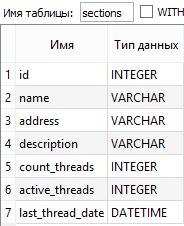 Имя таблицы: sections WITH
Имя Тип данных
1 id INTEGER
2 name VARCHAR
3 address VARCHAR
4 description VARCHAR
5 count_threads INTEGER
6 active_threads INTEGER
7 last_thread_date DATETIME